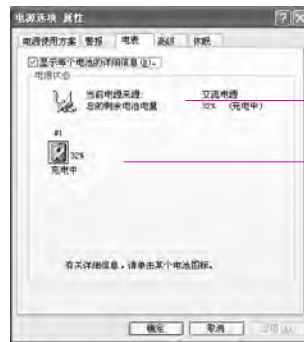 电源选项 属性
电源使用方案 警报 电表 高级 休眠
显示每个电池的详细信息(D)。
电源状态
当前电源来源: 交流电源
总的剩余电池电量: 32% (充电中)
#1
32%
充电中
有关详细信息，请单击某个电池图标。
确定 取消 应用(A)